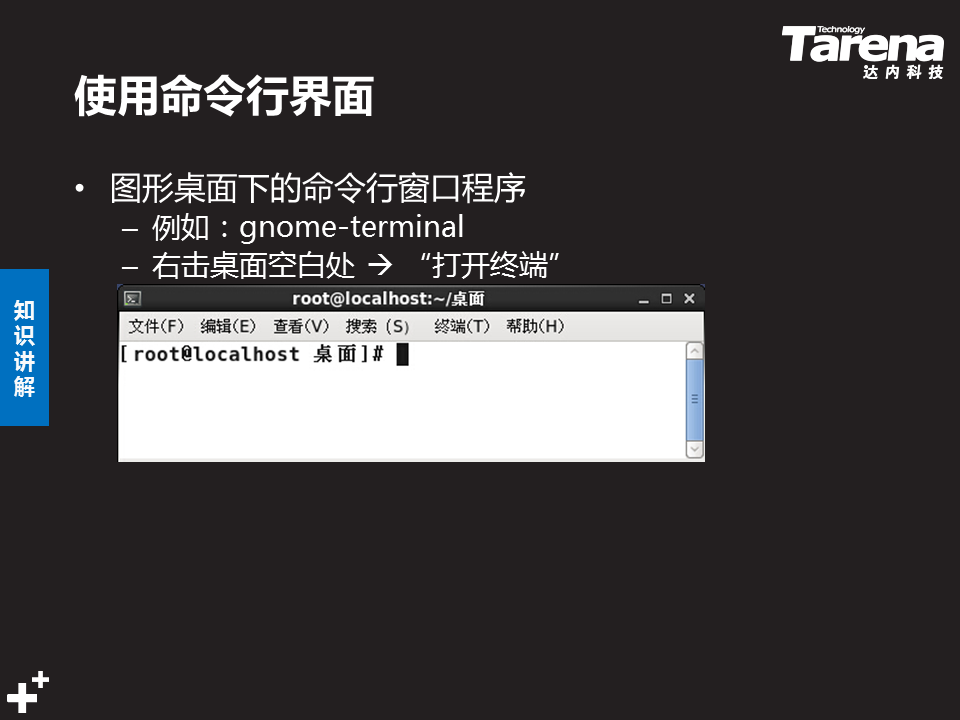 Technology
Tarena
达内科技
使用命令行界面
• 图形桌面下的命令行窗口程序
– 例如：gnome-terminal
– 右击桌面空白处 → “打开终端”
知识讲解
root@localhost:~/桌面
文件(F) 编辑(E) 查看(V) 搜索 (S) 终端(T) 帮助(H)
[root@localhost 桌面]#